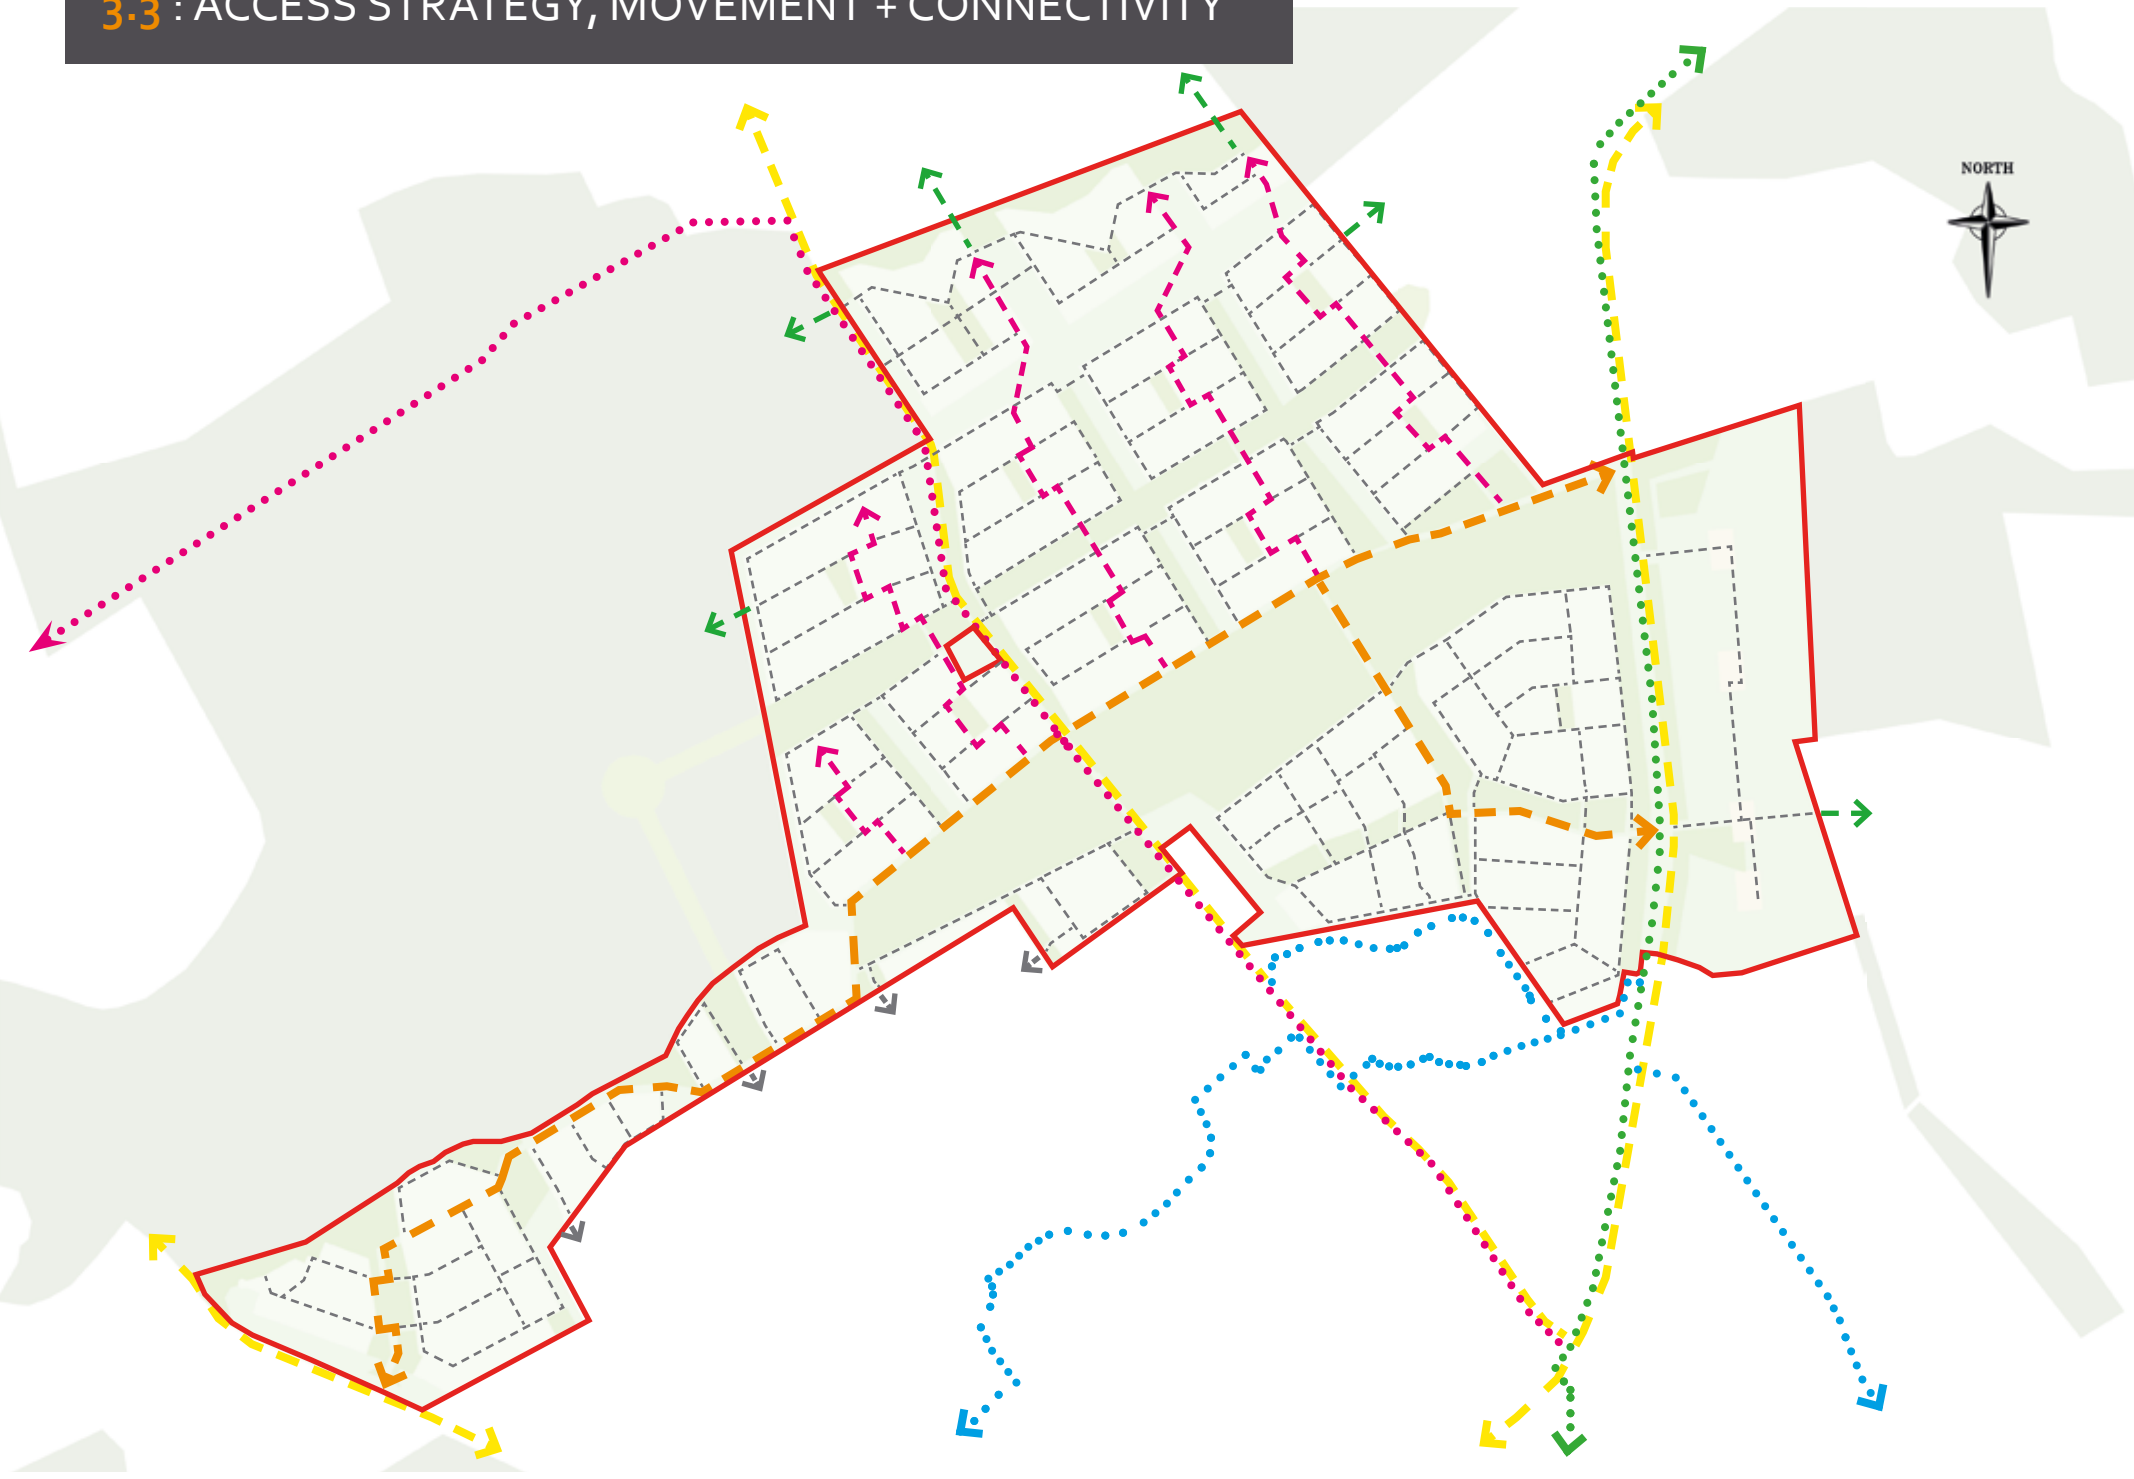 3.3 : ACCESS STRATEGY, MOVEMENT + CONNECTIVITY
NORTH